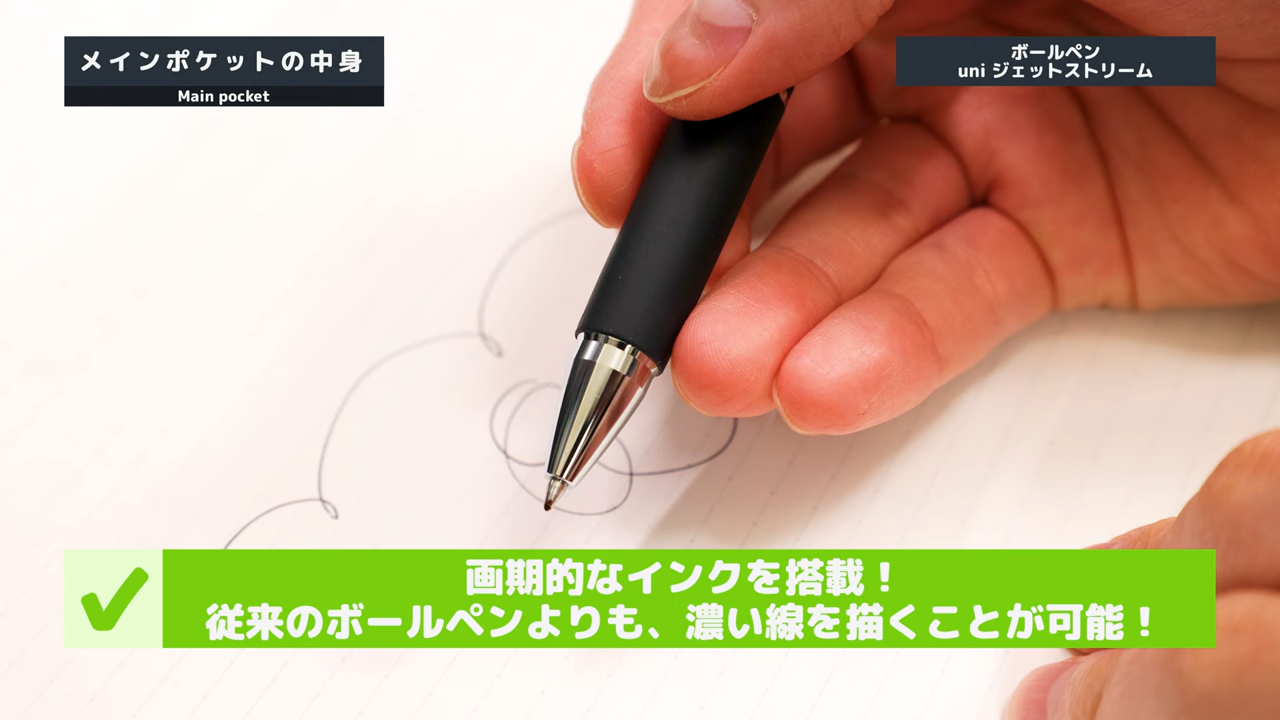 メインポケットの中身
Main pocket
ボールペン
uni ジェットストリーム
画期的なインクを搭載！
従来のボールペンよりも、濃い線を描くことが可能！